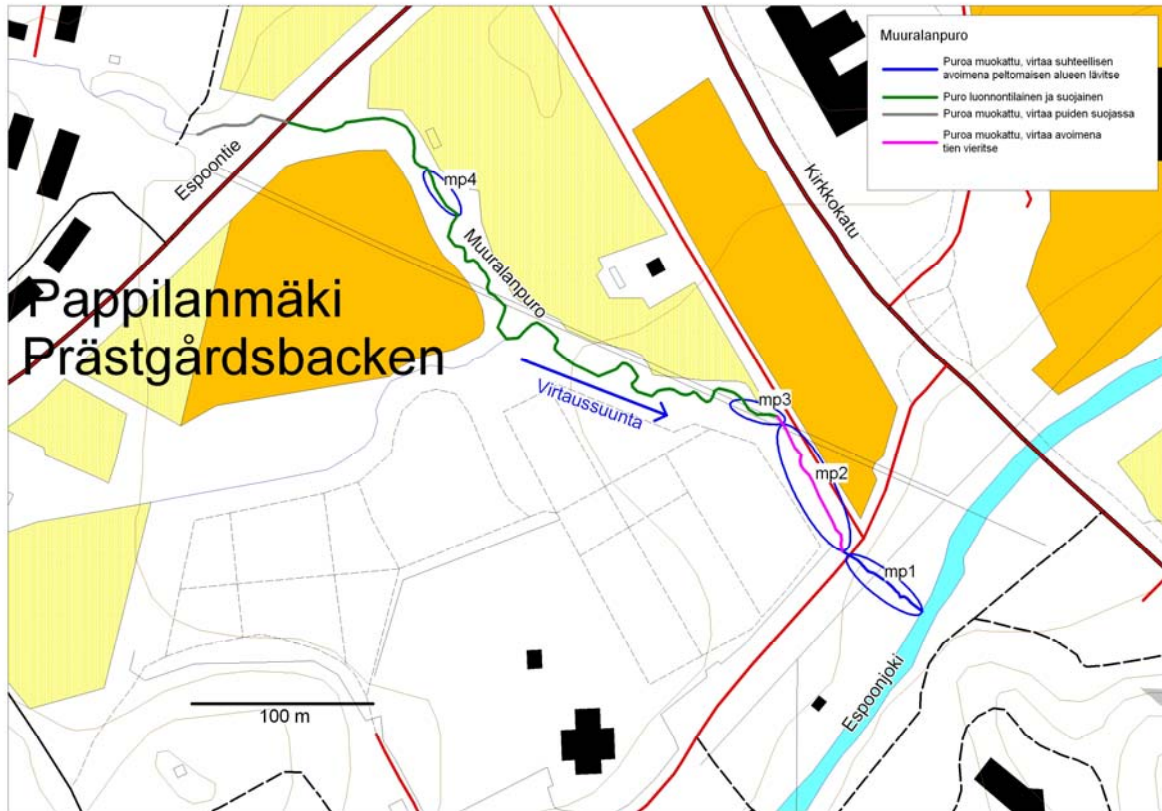 Muuralanpuro
Puroa muokattu, virtaa suhteellisen
avoimena peltomaisen alueen lävitse
Puro luonnontilainen ja suojainen
Puroa muokattu, virtaa puiden suojassa
Puroa muokattu, virtaa avoimena
tien vieritse
Espoontie
mp4
Kirkkokatu
Muuralanpuro
Pappilanmäki
Prästgårdsbacken
Virtaussuunta
mp3
mp2
mp1
Espoonjoki
100 m